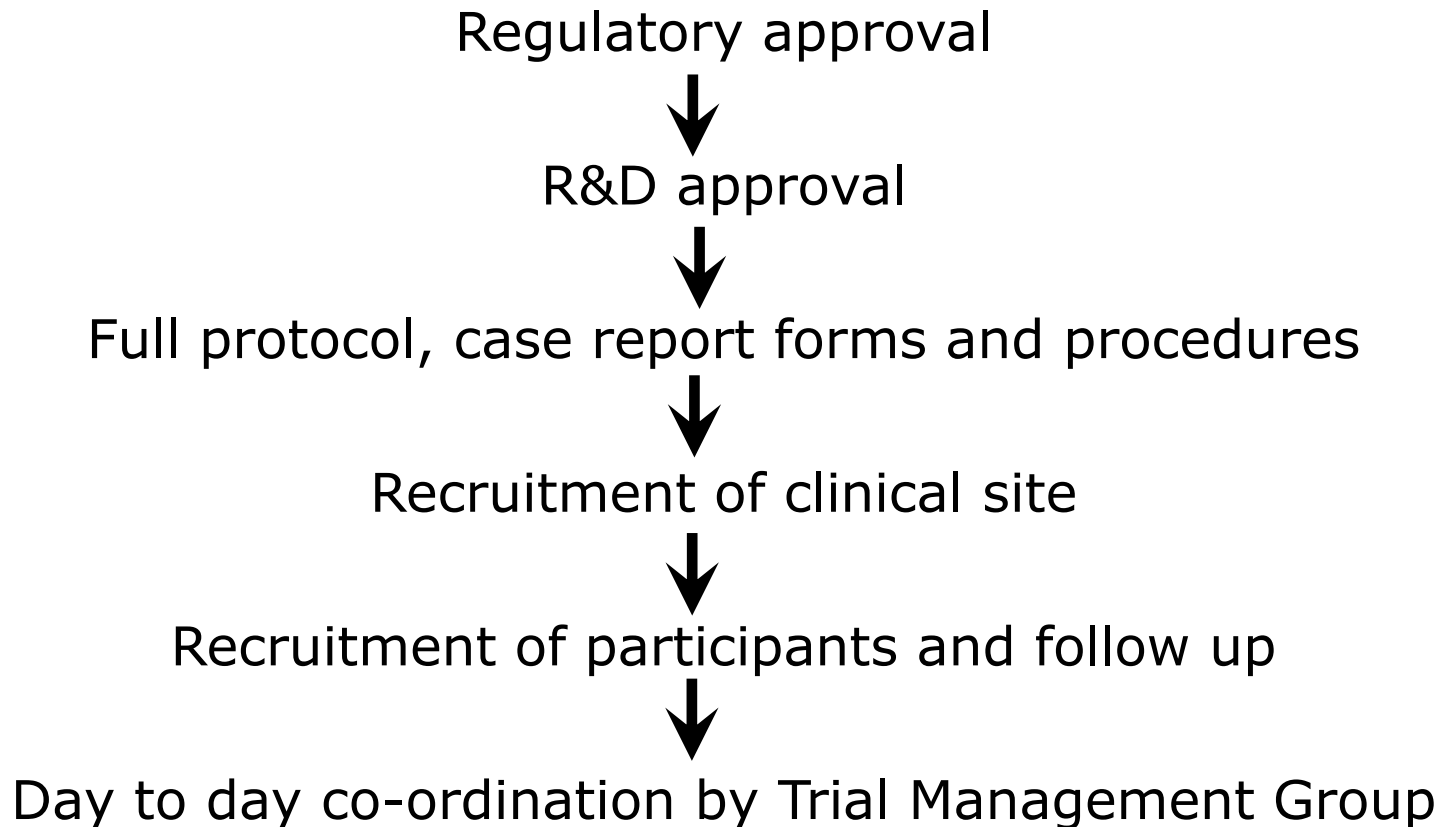 Regulatory approval
R&D approval
Full protocol, case report forms and procedures
Recruitment of clinical site
Recruitment of participants and follow up
Day to day co-ordination by Trial Management Group